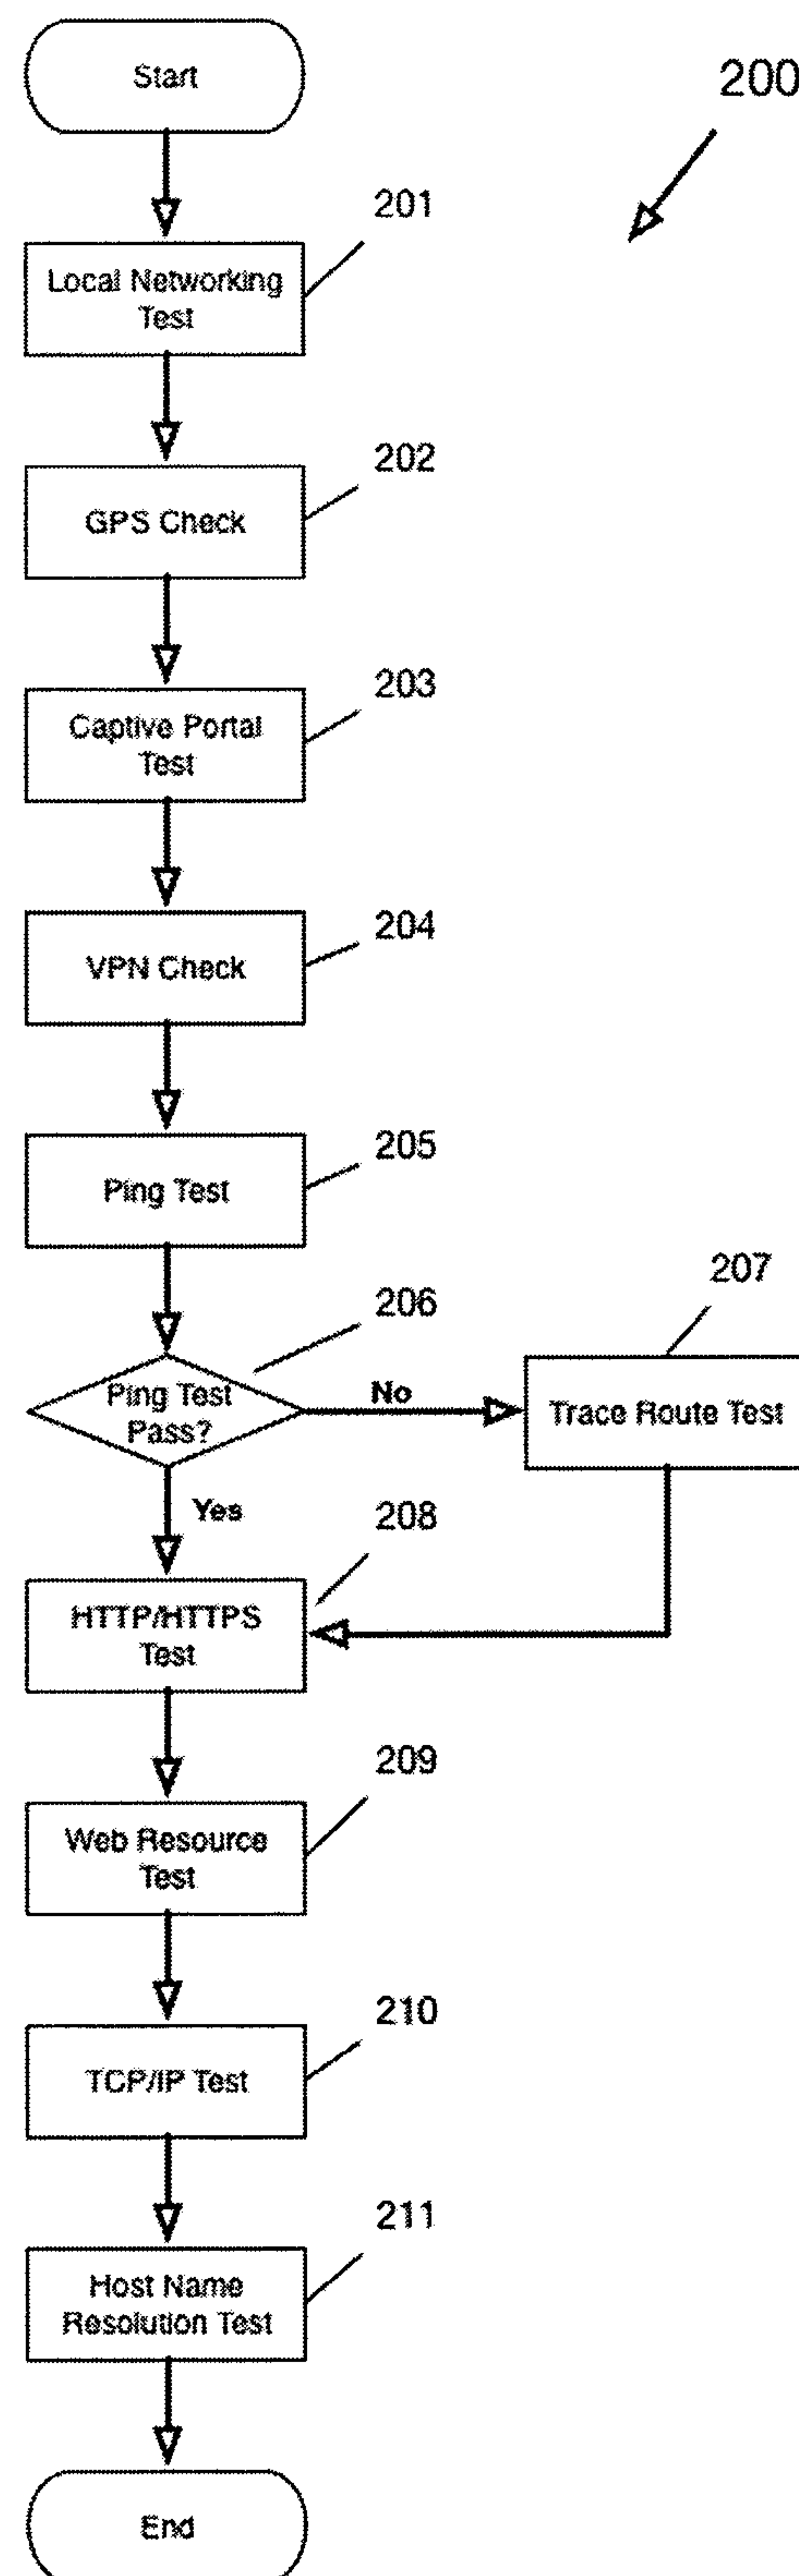 Start
200
201
Local Networking
Test
202
GPS Check
203
Captive Portal
Test
204
VPN Check
205
Ping Test
206
207
Ping Test
Pass?
No
Trace Route Test
Yes
208
HTTP/HTTPS
Test
209
Web Resource
Test
210
TCP/IP Test
211
Host Name
Resolution Test
End